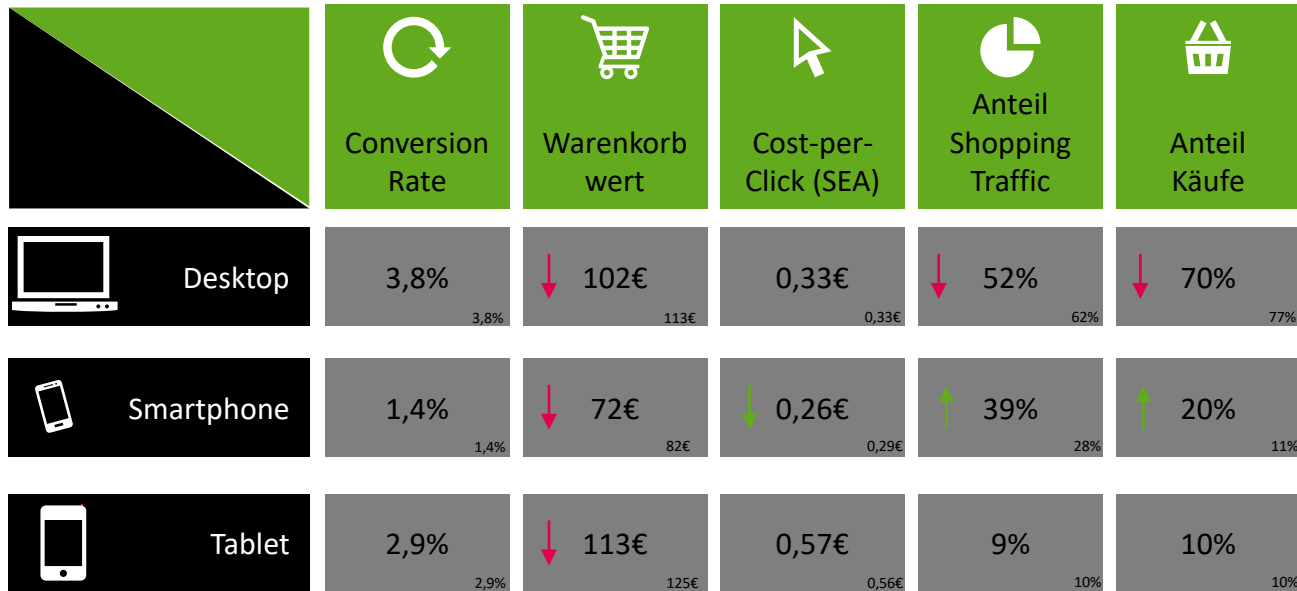 Conversion
Rate
Warenkorb
wert
Cost-per-
Click (SEA)
Anteil
Shopping
Traffic
Anteil
Käufe
Desktop
3,8%
3,8%
102€
113€
0,33€
0,33€
52%
62%
70%
77%
Smartphone
1,4%
1,4%
72€
82€
0,26€
0,29€
39%
28%
20%
11%
Tablet
2,9%
2,9%
113€
125€
0,57€
0,56€
9%
10%
10%
10%